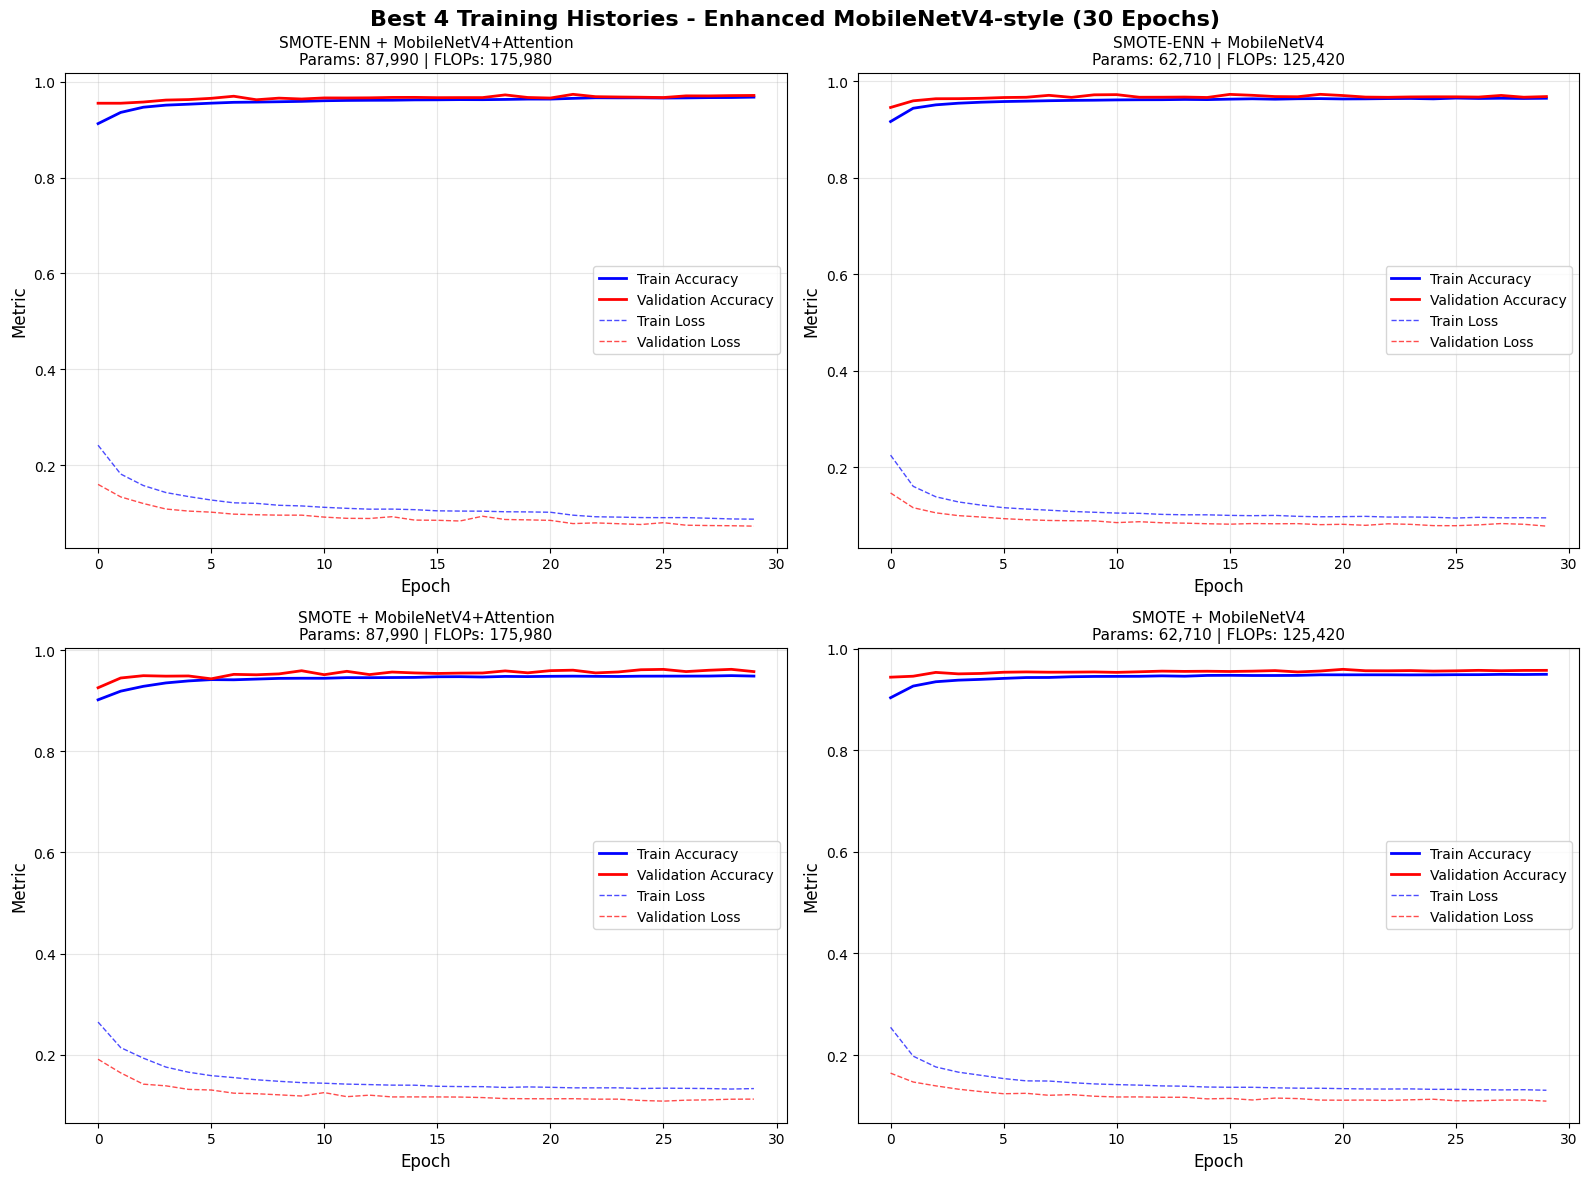 Best 4 Training Histories - Enhanced MobileNetV4-style (30 Epochs)
SMOTE-ENN + MobileNetV4+Attention
Params: 87,990 | FLOPs: 175,980
1.0
0.8
0.6
0.4
0.2
Metric
Train Accuracy
Validation Accuracy
Train Loss
Validation Loss
0 5 10 15 20 25 30
Epoch
SMOTE-ENN + MobileNetV4
Params: 62,710 | FLOPs: 125,420
1.0
0.8
0.6
0.4
0.2
Metric
Train Accuracy
Validation Accuracy
Train Loss
Validation Loss
0 5 10 15 20 25 30
Epoch
SMOTE + MobileNetV4+Attention
Params: 87,990 | FLOPs: 175,980
1.0
0.8
0.6
0.4
0.2
Metric
Train Accuracy
Validation Accuracy
Train Loss
Validation Loss
0 5 10 15 20 25 30
Epoch
SMOTE + MobileNetV4
Params: 62,710 | FLOPs: 125,420
1.0
0.8
0.6
0.4
0.2
Metric
Train Accuracy
Validation Accuracy
Train Loss
Validation Loss
0 5 10 15 20 25 30
Epoch